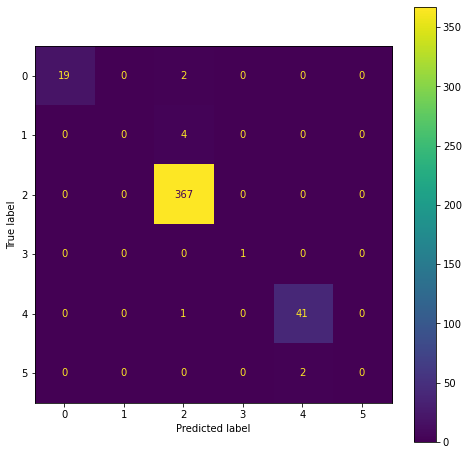 0 19 0 2 0 0 0
1 0 0 4 0 0 0
2 0 0 367 0 0 0
3 0 0 0 1 0 0
4 0 0 1 0 41 0
5 0 0 0 0 2 0
0 1 2 3 4 5
Predicted label
True label
350
300
250
200
150
100
50
0